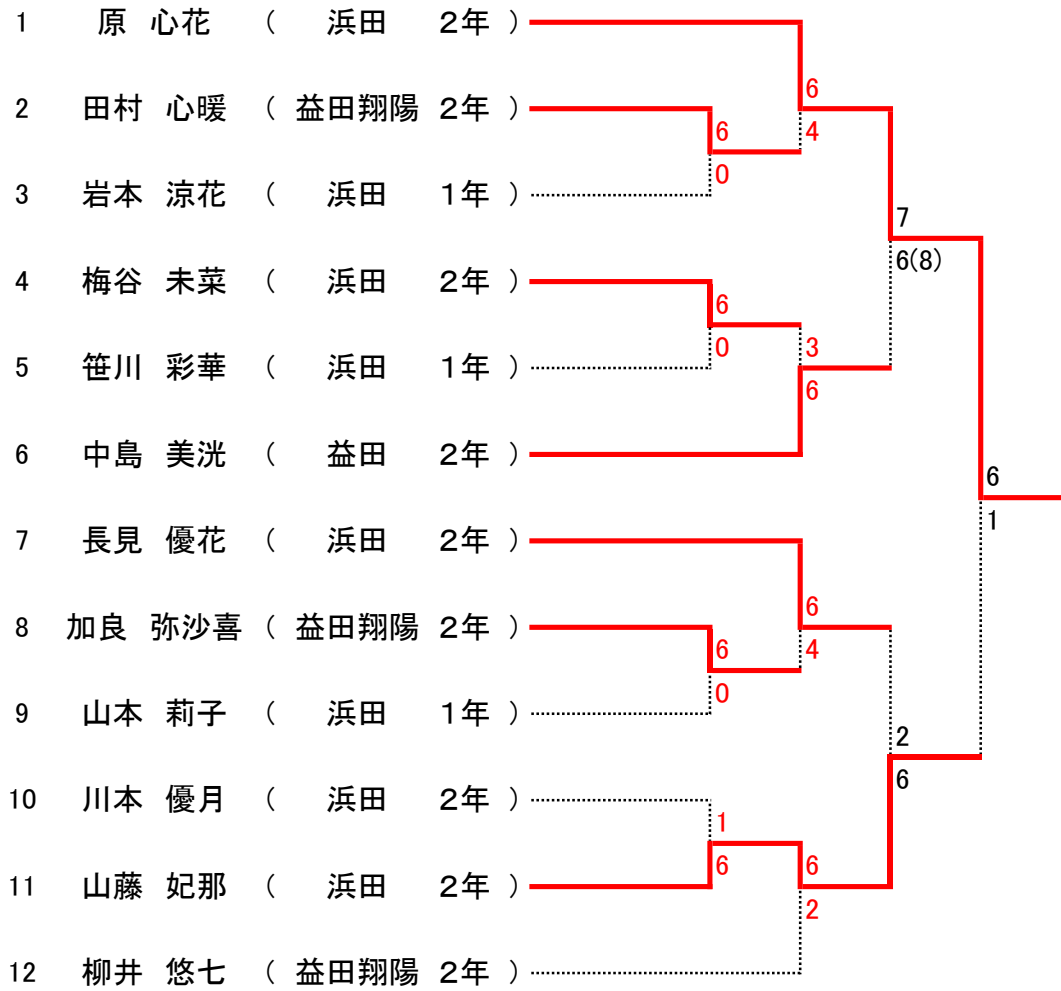 1 原 心花 ( 浜田 2年 )
6
2 田村 心暖 ( 益田翔陽 2年 )
6 4
0
3 岩本 涼花 ( 浜田 1年 )
7
6(8)
4 梅谷 未菜 ( 浜田 2年 )
6
0 3
5 笹川 彩華 ( 浜田 1年 )
6
6 中島 美洸 ( 益田 2年 )
6
1
7 長見 優花 ( 浜田 2年 )
6
8 加良 弥沙喜 ( 益田翔陽 2年 )
6 4
0
9 山本 莉子 ( 浜田 1年 )
2
6
10 川本 優月 ( 浜田 2年 )
1
6 6
11 山藤 妃那 ( 浜田 2年 )
2
12 柳井 悠七 ( 益田翔陽 2年 )